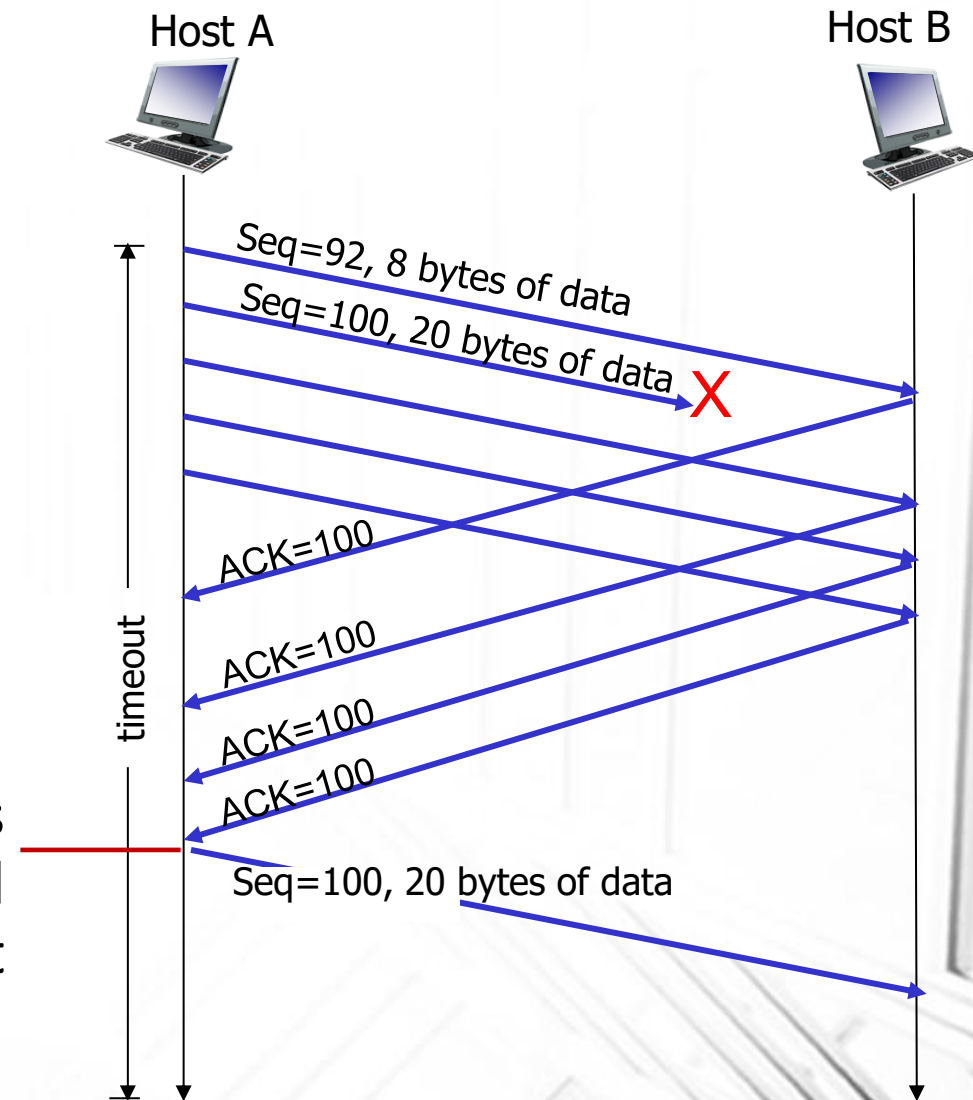 Host A
Host B
Seq=92, 8 bytes of data
Seq=100, 20 bytes of data
X
ACK=100
ACK=100
ACK=100
ACK=100
timeout
Seq=100, 20 bytes of data